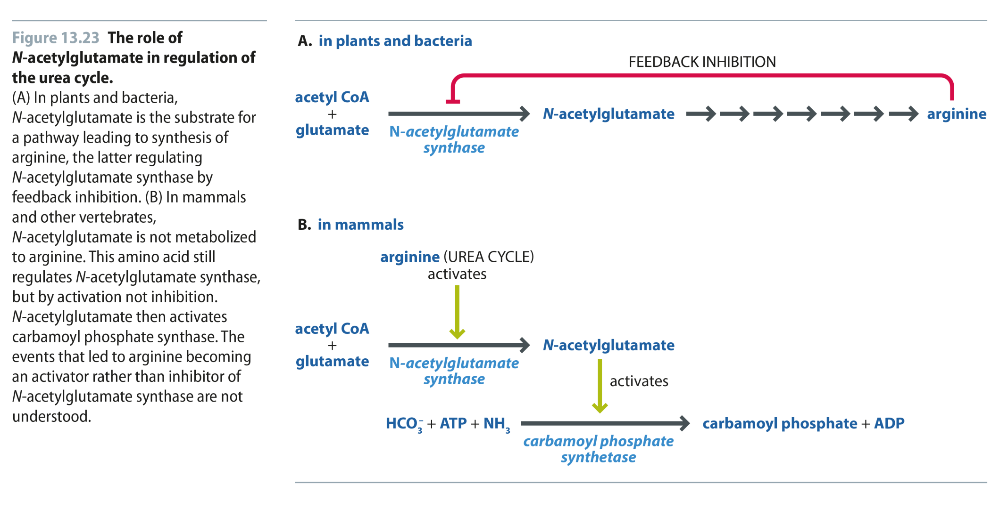 Figure 13.23 The role of
N-acetylglutamate in regulation of
the urea cycle.
(A) In plants and bacteria,
N-acetylglutamate is the substrate for
a pathway leading to synthesis of
arginine, the latter regulating
N-acetylglutamate synthase by
feedback inhibition. (B) In mammals
and other vertebrates,
N-acetylglutamate is not metabolized
to arginine. This amino acid still
regulates N-acetylglutamate synthase,
but by activation not inhibition.
N-acetylglutamate then activates
carbamoyl phosphate synthase. The
events that led to arginine becoming
an activator rather than inhibitor of
N-acetylglutamate synthase are not
understood.
A. in plants and bacteria
FEEDBACK INHIBITION
acetyl CoA
+
glutamate
N-acetylglutamate
synthase
N-acetylglutamate
arginine
B. in mammals
arginine (UREA CYCLE)
activates
acetyl CoA
+
glutamate
N-acetylglutamate
synthase
N-acetylglutamate
activates
HCO₃⁻ + ATP + NH₃
carbamoyl phosphate
synthetase
carbamoyl phosphate + ADP